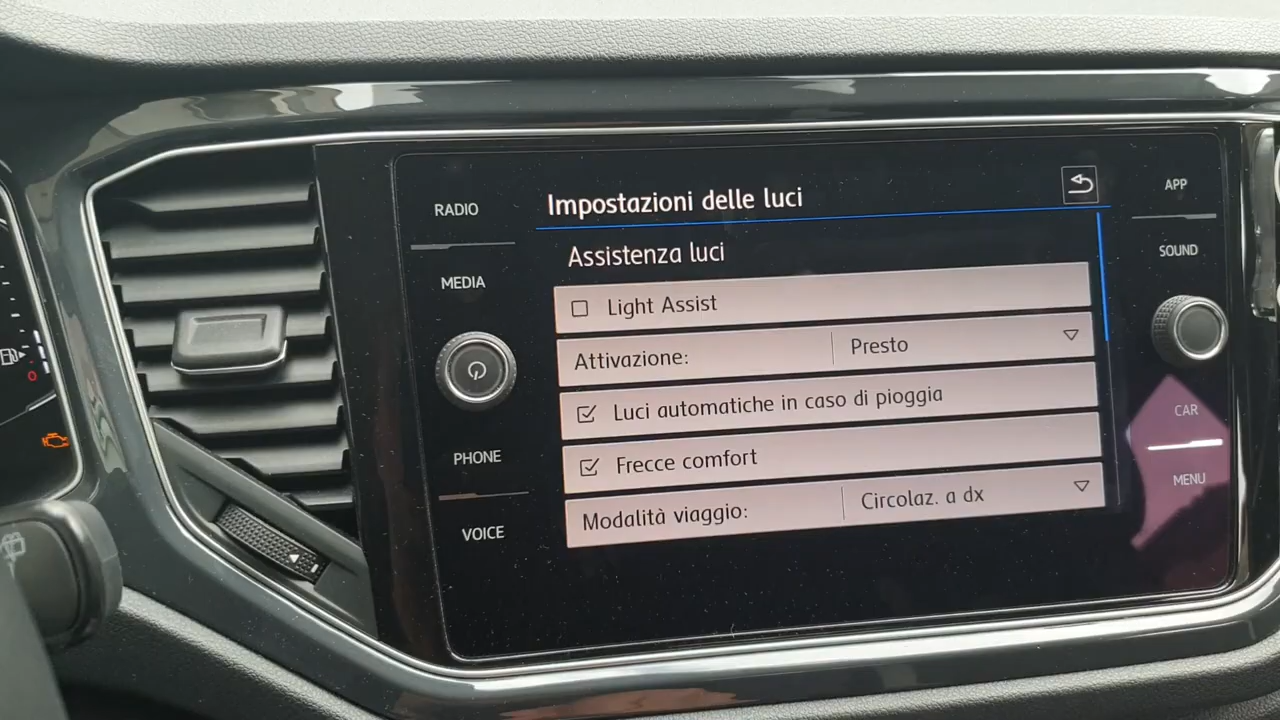 RADIO
MEDIA
PHONE
VOICE
Impostazioni delle luci
Assistenza luci
Light Assist
Attivazione: Presto
Luci automatiche in caso di pioggia
Frecce comfort
Modalità viaggio: Circolaz. a dx
APP
SOUND
CAR
MENU
0